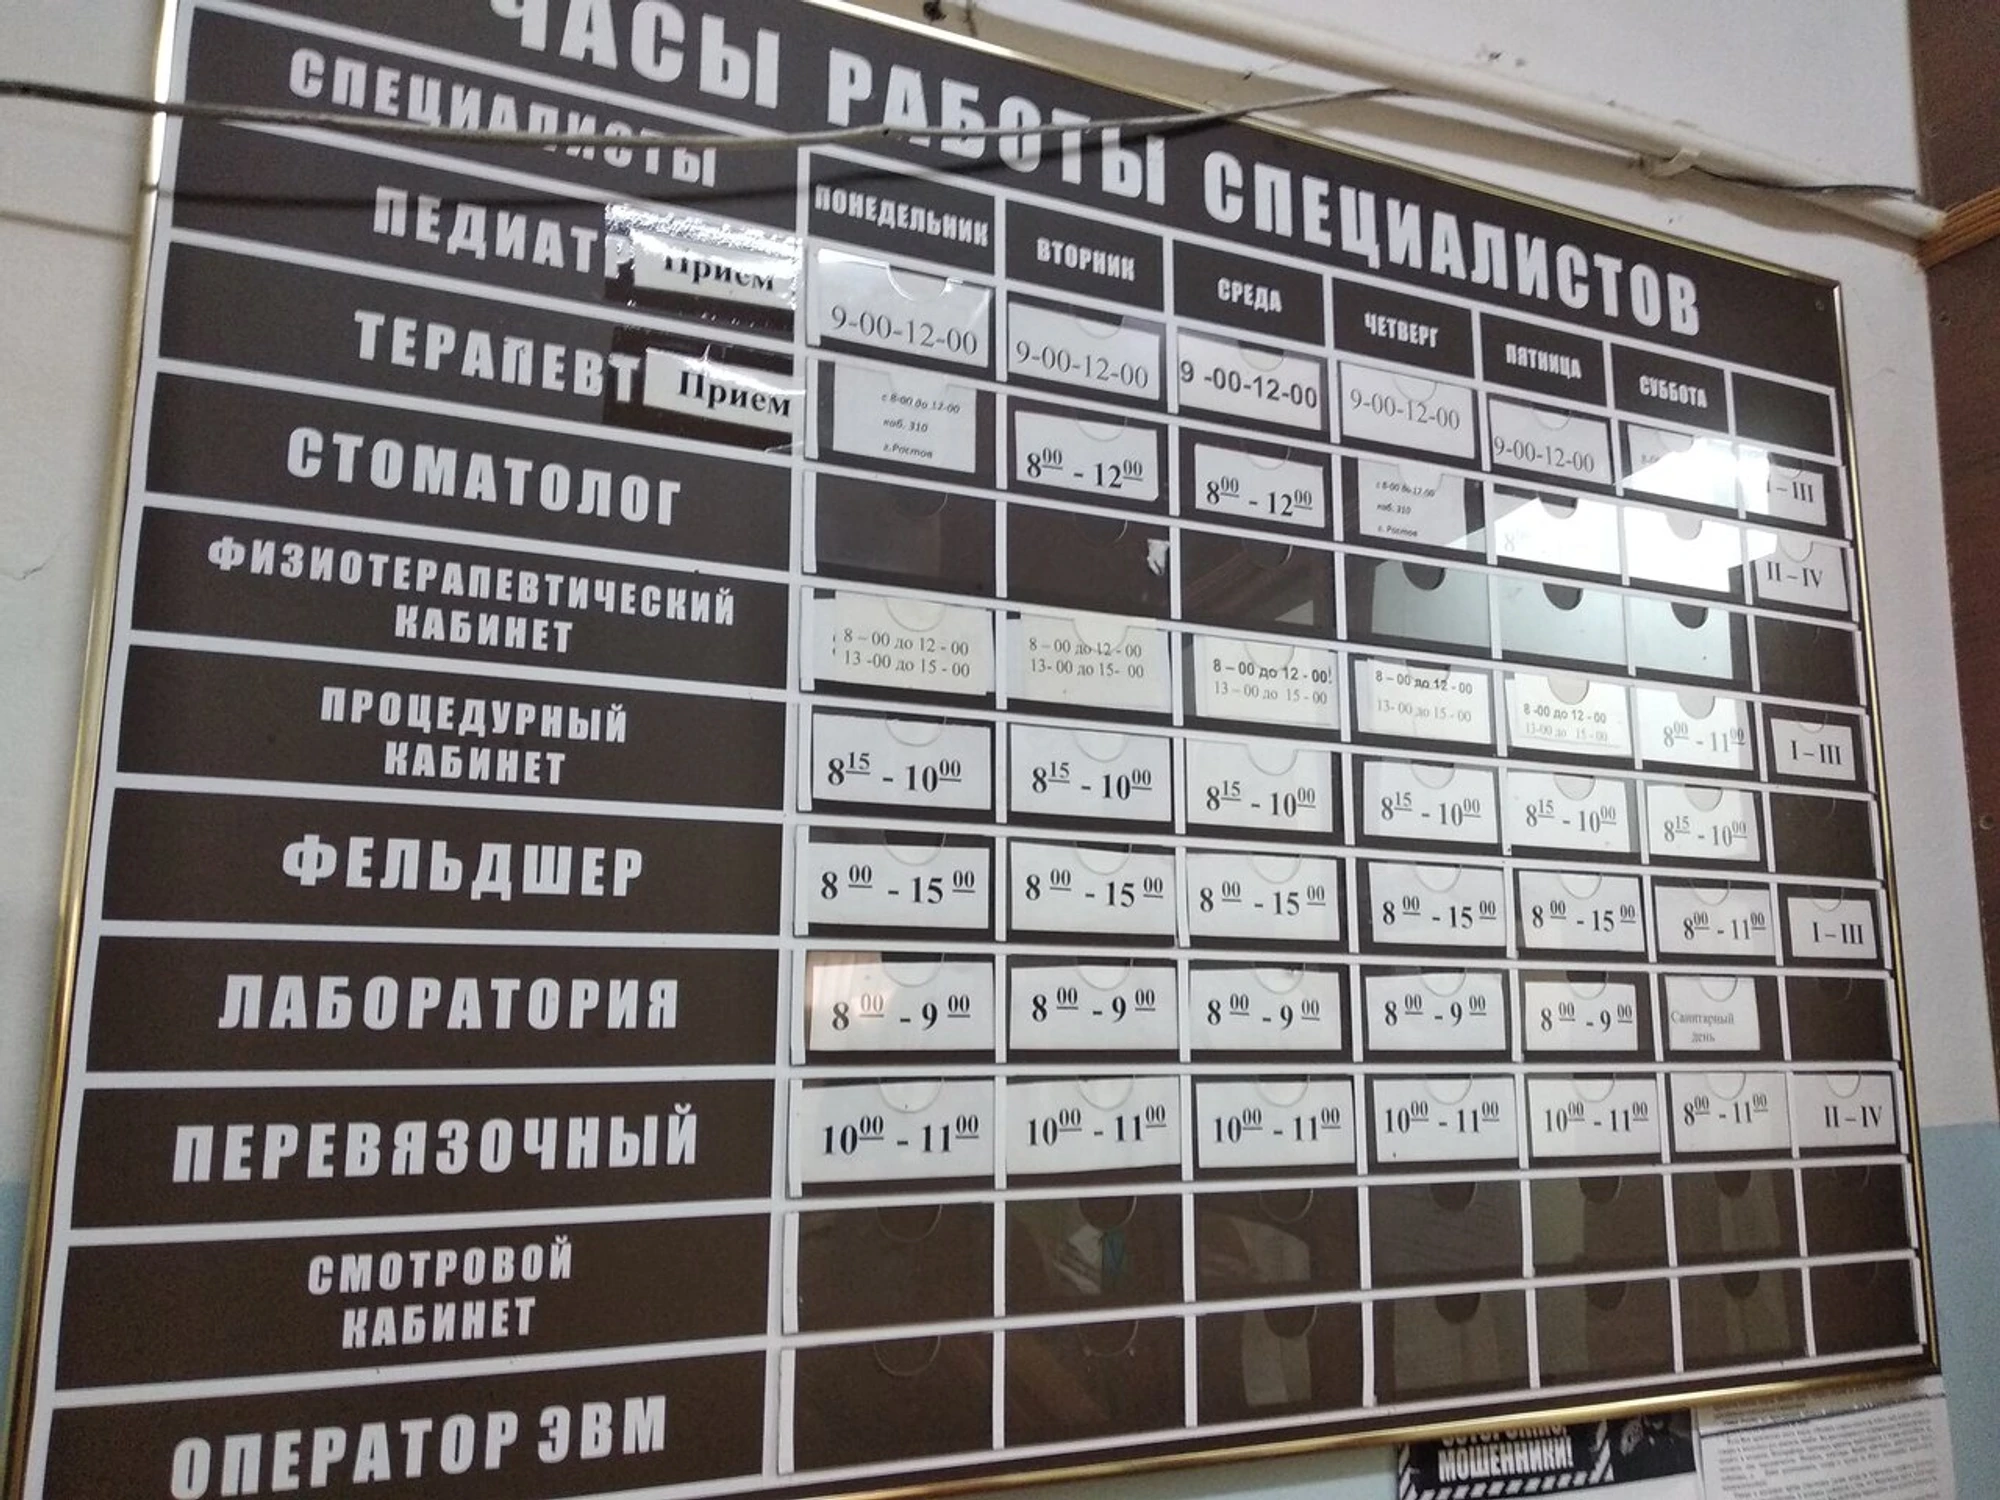 ЧАСЫ РАБОТЫ СПЕЦИАЛИСТОВ
СПЕЦИАЛИСТЫ ПОНЕДЕЛЬНИК ВТОРНИК СРЕДА ЧЕТВЕРГ ПЯТНИЦА СУББОТА
ПЕДИАТР Прием 9-00-12-00 9-00-12-00 9 -00-12-00 9-00-12-00 9-00-12-00 I – III
ТЕРАПЕВТ Прием с 8-00 до 12-00 каб. 310 г.Ростов 8 00 - 12 00 8 00 - 12 00 с 8-00 до 12-00 каб. 310 г. Ростов II – IV
СТОМАТОЛОГ
ФИЗИОТЕРАПЕВТИЧЕСКИЙ
КАБИНЕТ
8 – 00 до 12 - 00 8 – 00 до 12 - 00 8 – 00 до 12 - 00 8 – 00 до 12 - 00 8 -00 до 12 - 00 8 00 - 11 00 I – III
13 -00 до 15 - 00 13- 00 до 15- 00 13 – 00 до 15 - 00 13- 00 до 15 - 00 13-00 до 15 - 00
ПРОЦЕДУРНЫЙ
КАБИНЕТ
8 15 - 10 00 8 15 - 10 00 8 15 - 10 00 8 15 - 10 00 8 15 - 10 00 8 15 - 10 00
ФЕЛЬДШЕР 8 00 - 15 00 8 00 - 15 00 8 00 - 15 00 8 00 - 15 00 8 00 - 15 00 8 00 - 11 00 I – III
ЛАБОРАТОРИЯ 8 00 - 9 00 8 00 - 9 00 8 00 - 9 00 8 00 - 9 00 8 00 - 9 00 Санитарный день
ПЕРЕВЯЗОЧНЫЙ 10 00 - 11 00 10 00 - 11 00 10 00 - 11 00 10 00 - 11 00 10 00 - 11 00 8 00 - 11 00 II – IV
СМОТРОВОЙ
КАБИНЕТ
ОПЕРАТОР ЭВМ
МОШЕННИКИ!